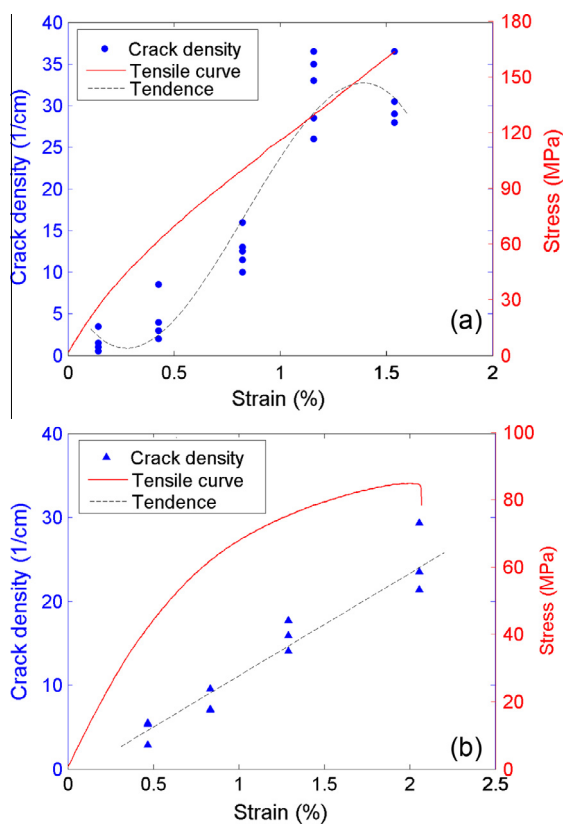 40
35
30
25
20
15
10
5
0
Crack density (1/cm)
Crack density
Tensile curve
Tendence
180
150
120
90
60
30
0
Stress (MPa)
(a)
0
0.5
1
1.5
2
Strain (%)
40
30
20
10
0
Crack density (1/cm)
Crack density
Tensile curve
Tendence
100
80
60
40
20
0
Stress (MPa)
(b)
0
0.5
1
1.5
2
2.5
Strain (%)